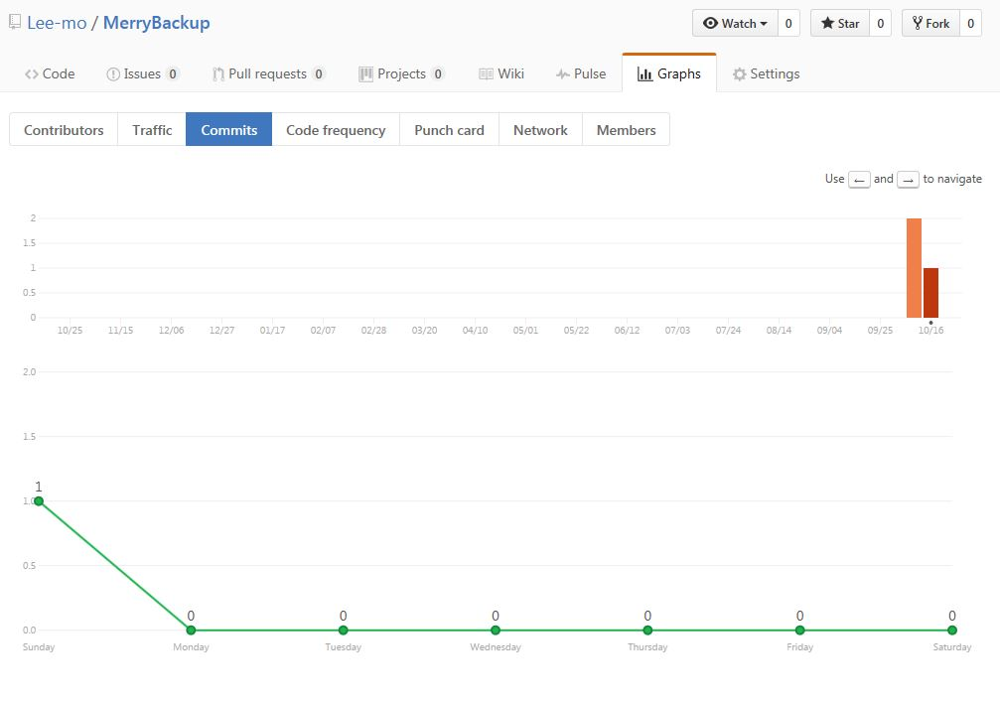 Lee-mo / MerryBackup Watch 0 Star 0 Fork 0
Code Issues 0 Pull requests 0 Projects 0 Wiki Pulse Graphs Settings
Contributors Traffic Commits Code frequency Punch card Network Members
Use ← and → to navigate
2
1.5
1
0.5
0
10/25 11/15 12/06 12/27 01/17 02/07 02/28 03/20 04/10 05/01 05/22 06/12 07/03 07/24 08/14 09/04 09/25 10/16
2.0
1.5
1
1.0
0.5
0 0 0 0 0 0
0.0
Sunday Monday Tuesday Wednesday Thursday Friday Saturday